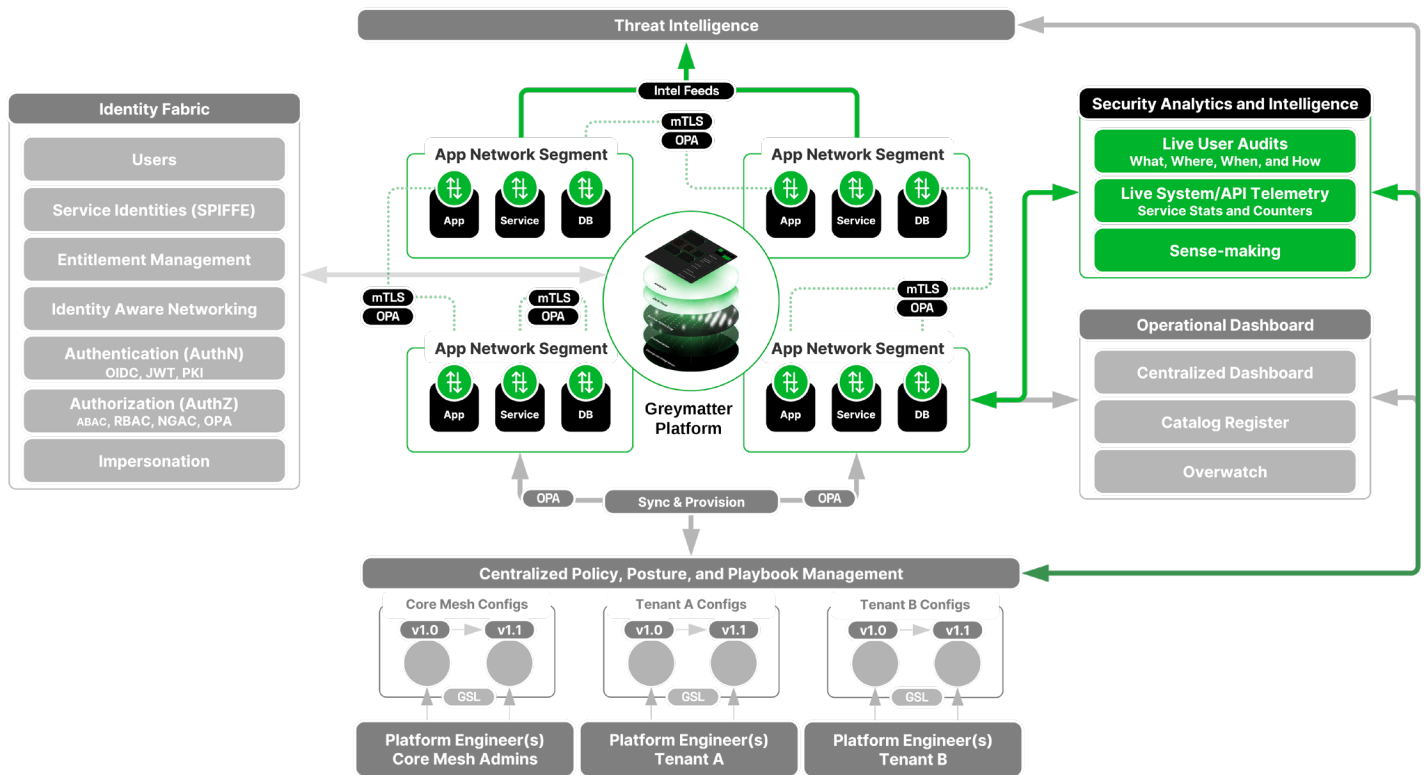 Threat Intelligence
Intel Feeds
Identity Fabric
Users
Service Identities (SPIFFE)
Entitlement Management
Identity Aware Networking
Authentication (AuthN)
OIDC, JWT, PKI
Authorization (AuthZ)
ABAC, RBAC, NGAC, OPA
Impersonation
mTLS
OPA
App Network Segment
App
Service
DB
App Network Segment
App
Service
DB
mTLS
OPA
mTLS
OPA
mTLS
OPA
App Network Segment
App
Service
DB
Greymatter
Platform
App Network Segment
App
Service
DB
Security Analytics and Intelligence
Live User Audits
What, Where, When, and How
Live System/API Telemetry
Service Stats and Counters
Sense-making
Operational Dashboard
Centralized Dashboard
Catalog Register
Overwatch
OPA
Sync & Provision
OPA
Centralized Policy, Posture, and Playbook Management
Core Mesh Configs
v1.0
v1.1
GSL
Platform Engineer(s)
Core Mesh Admins
Tenant A Configs
v1.0
v1.1
GSL
Platform Engineer(s)
Tenant A
Tenant B Configs
v1.0
v1.1
GSL
Platform Engineer(s)
Tenant B